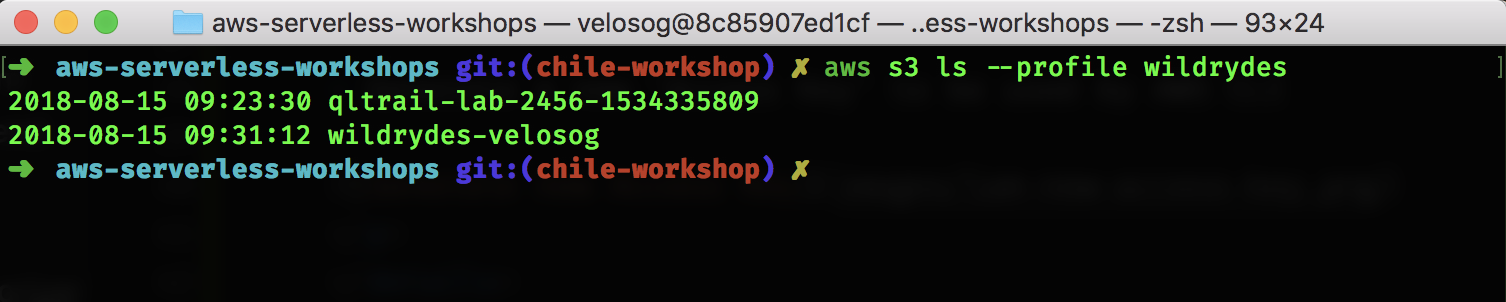 aws-serverless-workshops — velosog@8c85907ed1cf — ..ess-workshops — -zsh — 93×24
[➜ aws-serverless-workshops git:(chile-workshop) ✗ aws s3 ls --profile wildrydes ]
2018-08-15 09:23:30 qltrail-lab-2456-1534335809
2018-08-15 09:31:12 wildrydes-velosog
➜ aws-serverless-workshops git:(chile-workshop) ✗